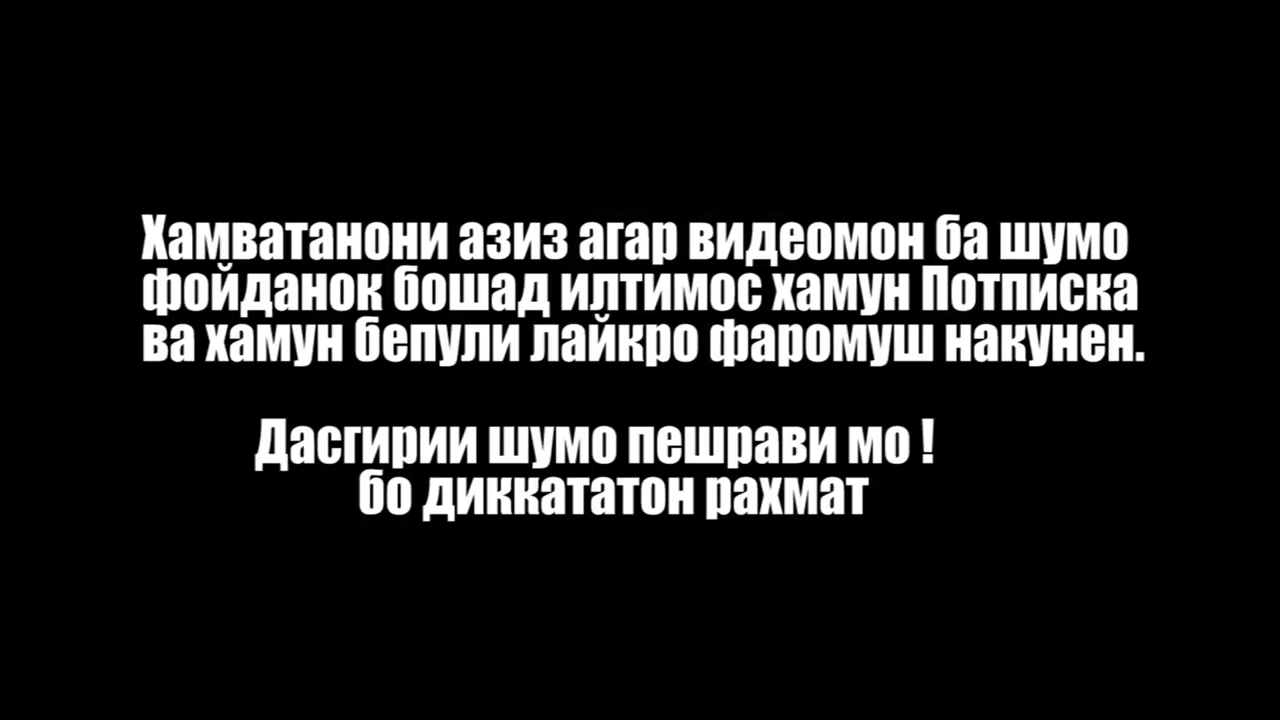 Хамватанони азиз агар видеомон ба шумо
фойданок бошад илтимос хамун Потписка
ва хамун бепули лайкро фаромуш накунен.
Дасгирии шумо пешрави мо !
бо диккататон рахмат